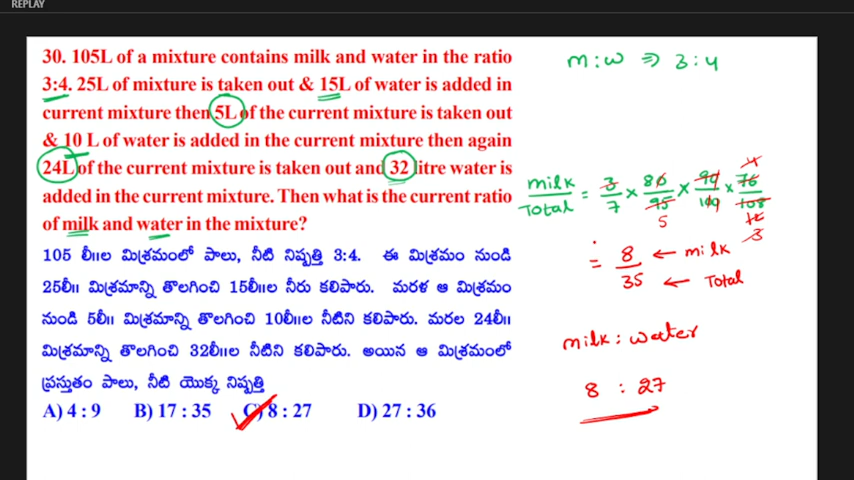 REPLAY
30. 105L of a mixture contains milk and water in the ratio
3:4. 25L of mixture is taken out & 15L of water is added in
current mixture then 5L of the current mixture is taken out
& 10 L of water is added in the current mixture then again
24L of the current mixture is taken out and 32 litre water is
added in the current mixture. Then what is the current ratio
of milk and water in the mixture?
105 లీ॥ల మిశ్రమంలో పాలు, నీటి నిష్పత్తి 3:4. ఈ మిశ్రమం నుండి
25లీ॥ మిశ్రమాన్ని తొలగించి 15లీ॥ల నీరు కలిపారు. మరళ ఆ మిశ్రమం
నుండి 5లీ॥ మిశ్రమాన్ని తొలగించి 10లీ॥ల నీటిని కలిపారు. మరల 24లీ॥
మిశ్రమాన్ని తొలగించి 32లీ॥ల నీటిని కలిపారు. అయిన ఆ మిశ్రమంలో
ప్రస్తుతం పాలు, నీటి యొక్క నిష్పత్తి
A) 4 : 9 B) 17 : 35 C) 8 : 27 D) 27 : 36
m : w ⇒ 3 : 4
milk/Total = 3/7 × 80/95 × 90/100 × 76/108
= 8/35 ← milk
← Total
milk : water
8 : 27